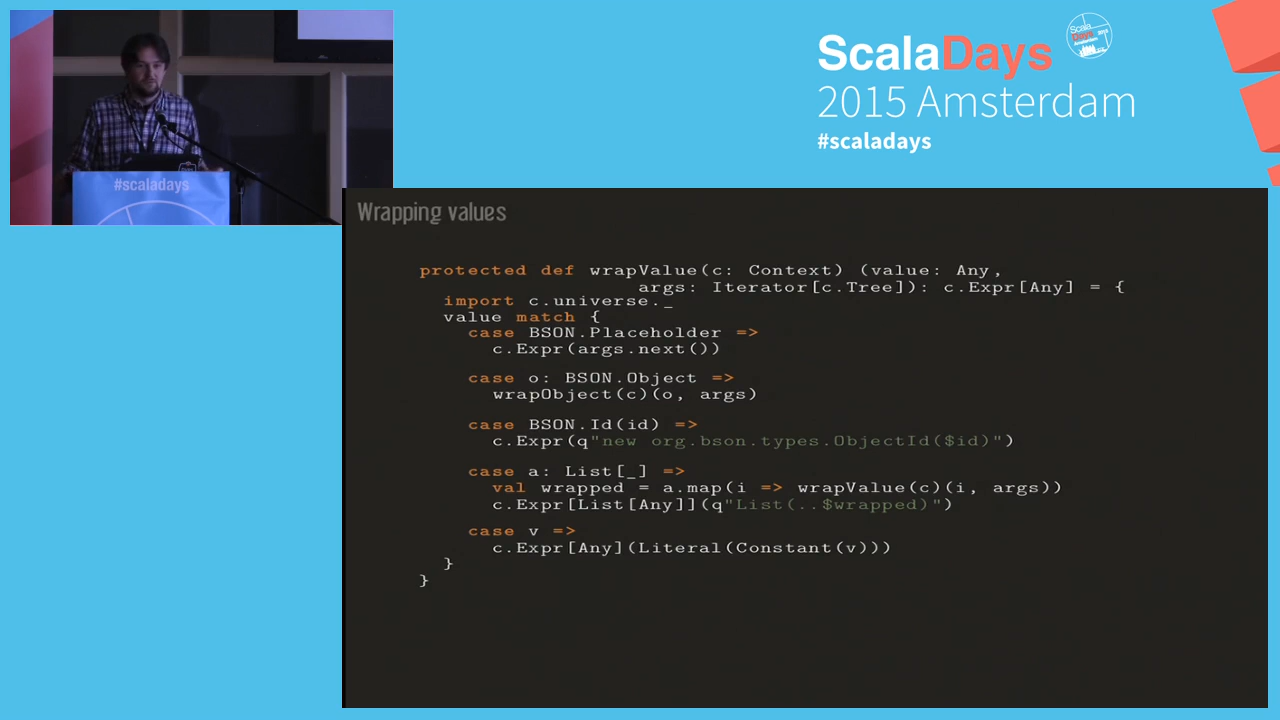 ScalaDays
2015 Amsterdam
#scaladays
Scala
Days
#scaladays
Wrapping values
protected def wrapValue(c: Context) (value: Any,
args: Iterator[c.Tree]): c.Expr[Any] = {
import c.universe._
value match {
case BSON.Placeholder =>
c.Expr(args.next())
case o: BSON.Object =>
wrapObject(c)(o, args)
case BSON.Id(id) =>
c.Expr(q"new org.bson.types.ObjectId($id)")
case a: List[_] =>
val wrapped = a.map(i => wrapValue(c)(i, args))
c.Expr[List[Any]](q"List(..$wrapped)")
case v =>
c.Expr[Any](Literal(Constant(v)))
}
}